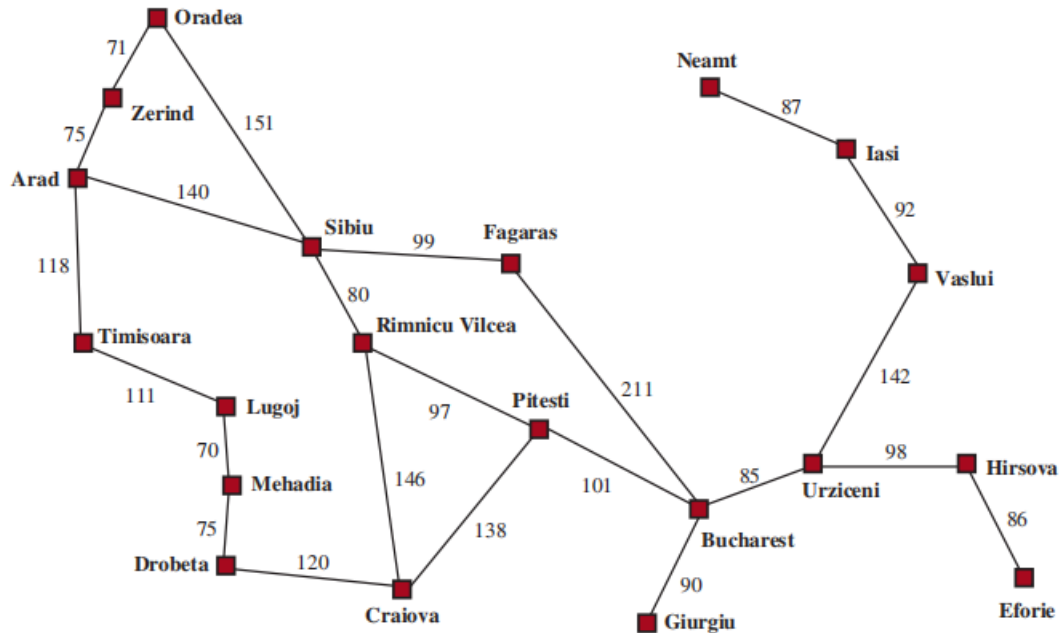 Oradea
71
Neamt
87
Zerind
151
75
Iasi
Arad
140
92
Sibiu
Fagaras
99
118
Vaslui
80
Timisoara
Rimnicu Vilcea
111
211
142
Lugoj
97
Pitesti
70
98
Hirsova
Mehadia
146
101
85
Urziceni
86
75
138
Bucharest
Drobeta
120
90
Craiova
Giurgiu
Eforie